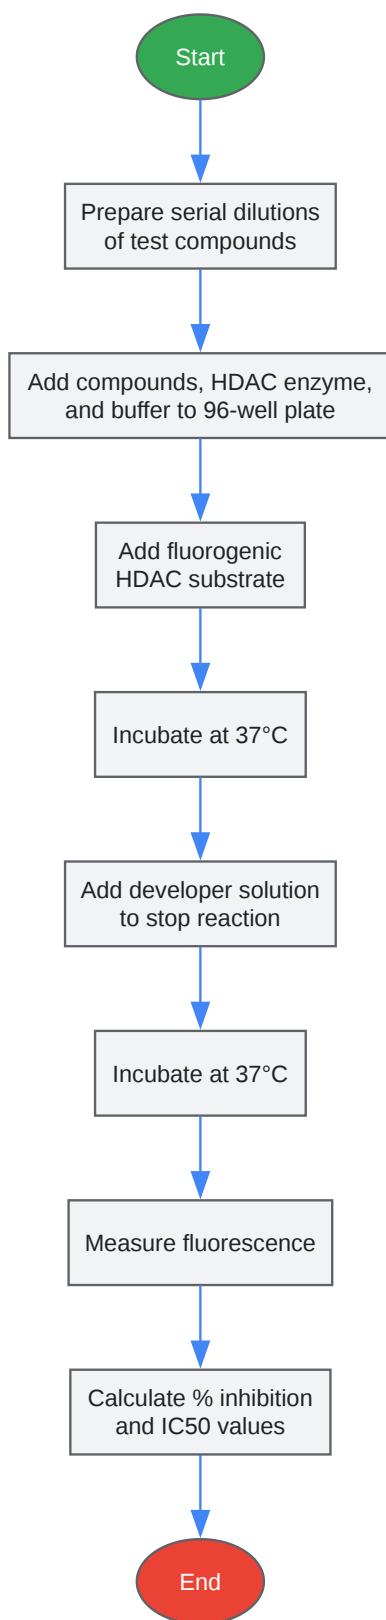 Start
Prepare serial dilutions
of test compounds
Add compounds, HDAC enzyme,
and buffer to 96-well plate
Add fluorogenic
HDAC substrate
Incubate at 37°C
Add developer solution
to stop reaction
Incubate at 37°C
Measure fluorescence
Calculate % inhibition
and IC50 values
End